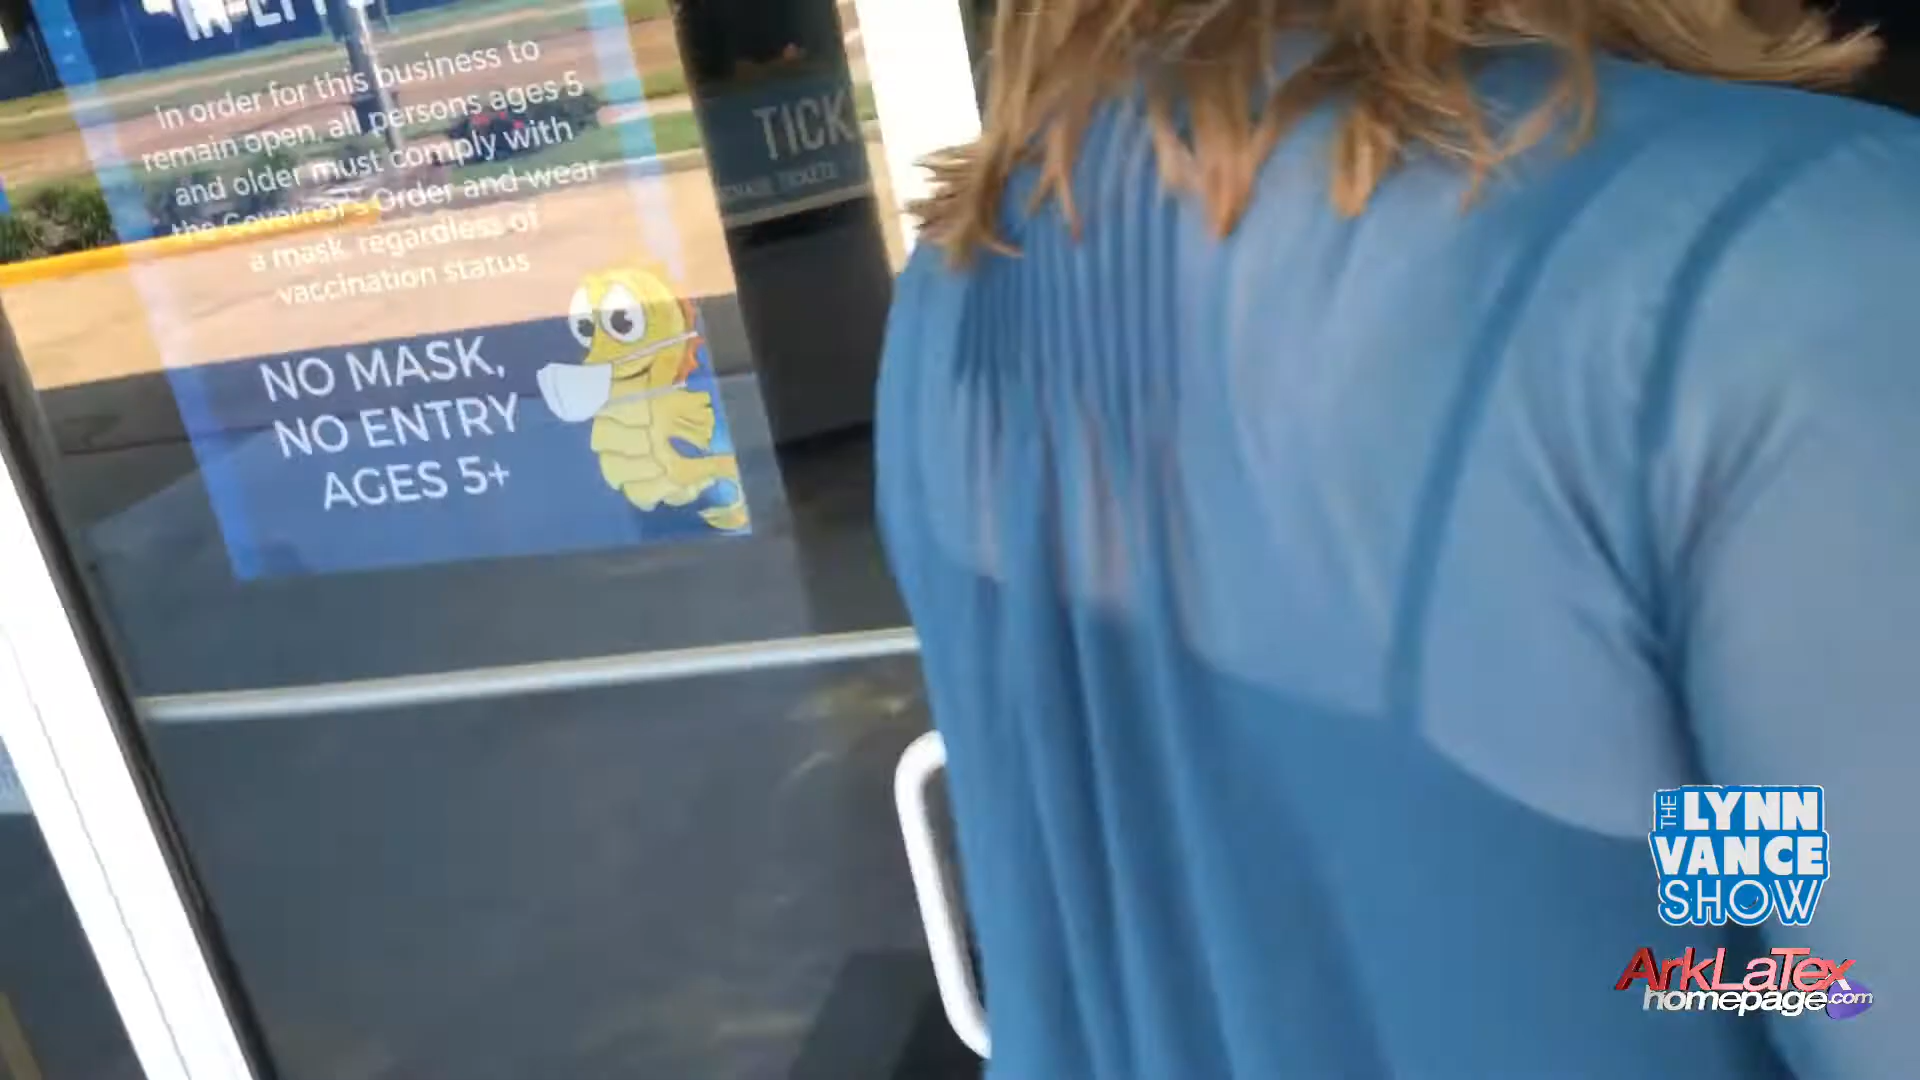 In order for this business to
remain open, all persons ages 5
and older must comply with
the Governor's Order and wear
a mask, regardless of
vaccination status
NO MASK,
NO ENTRY
AGES 5+
TICKETS
THE
LYNN
VANCE
SHOW
ArkLaTex
homepage.com